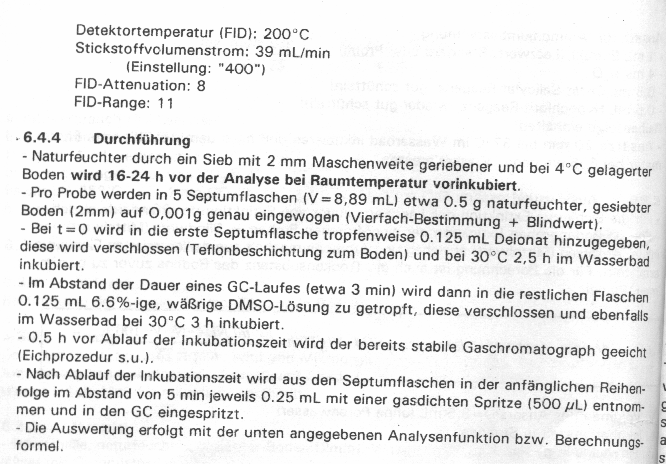 Detektortemperatur (FID): 200°C
Stickstoffvolumenstrom: 39 mL/min
(Einstellung: "400")
FID-Attenuation: 8
FID-Range: 11
6.4.4 Durchführung
- Naturfeuchter durch ein Sieb mit 2 mm Maschenweite geriebener und bei 4°C gelagerter
Boden wird 16-24 h vor der Analyse bei Raumtemperatur vorinkubiert.
- Pro Probe werden in 5 Septumflaschen (V=8,89 mL) etwa 0.5 g naturfeuchter, gesiebter
Boden (2mm) auf 0,001g genau eingewogen (Vierfach-Bestimmung + Blindwert).
- Bei t=0 wird in die erste Septumflasche tropfenweise 0.125 mL Deionat hinzugegeben,
diese wird verschlossen (Teflonbeschichtung zum Boden) und bei 30°C 2,5 h im Wasserbad
inkubiert.
- Im Abstand der Dauer eines GC-Laufes (etwa 3 min) wird dann in die restlichen Flaschen
0.125 mL 6.6%-ige, wäßrige DMSO-Lösung zu getropft, diese verschlossen und ebenfalls
im Wasserbad bei 30°C 3 h inkubiert.
- 0.5 h vor Ablauf der Inkubationszeit wird der bereits stabile Gaschromatograph geeicht
(Eichprozedur s.u.).
- Nach Ablauf der Inkubationszeit wird aus den Septumflaschen in der anfänglichen Reihen-
folge im Abstand von 5 min jeweils 0.25 mL mit einer gasdichten Spritze (500 µL) entnom-
men und in den GC eingespritzt.
- Die Auswertung erfolgt mit der unten angegebenen Analysenfunktion bzw. Berechnungs-
formel.